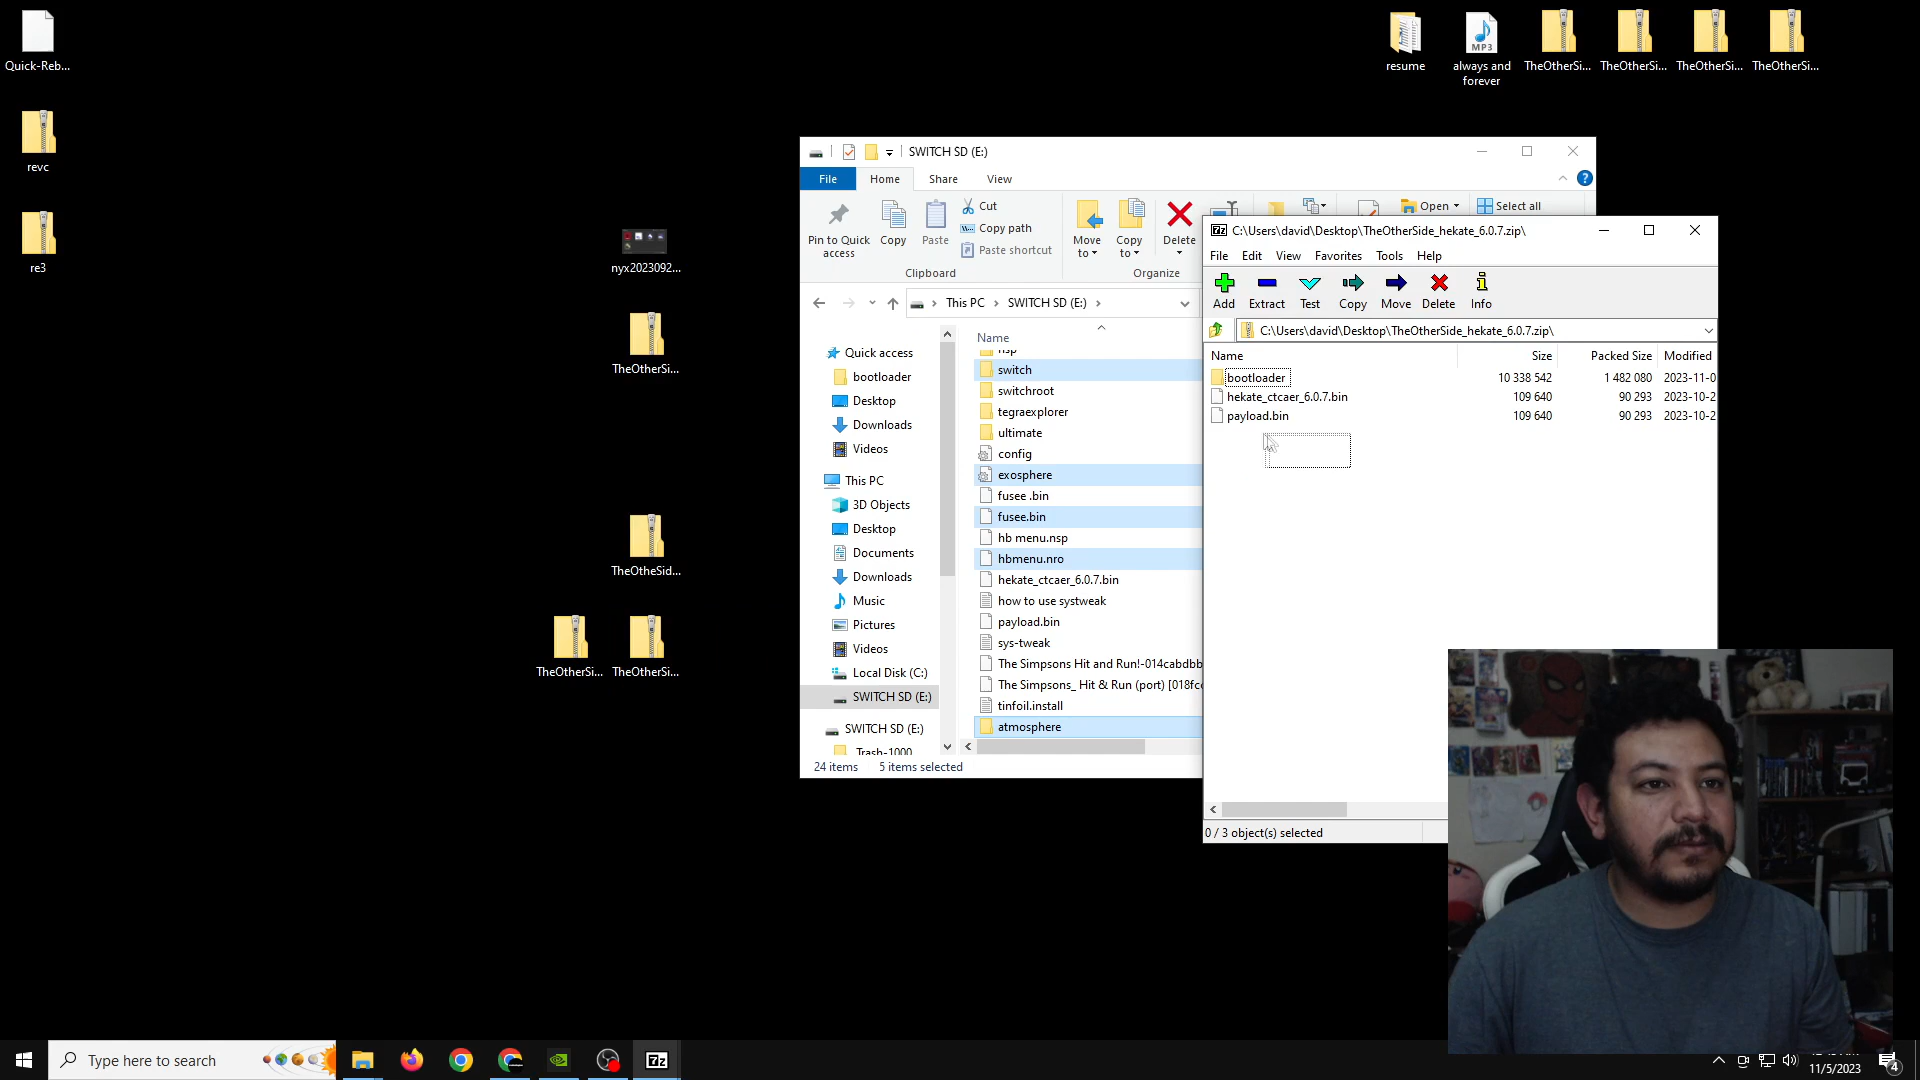 Quick-Reb...
revc
re3
nyx2023092...
TheOtherSi...
TheOtheSid...
TheOtherSi...
TheOtherSi...
resume
MP3
always and
forever
TheOtherSi...
TheOtherSi...
TheOtherSi...
TheOtherSi...
SWITCH SD (E:)
File
Home
Share
View
Pin to Quick
access
Copy
Paste
Cut
Copy path
Paste shortcut
Clipboard
Move
to
Copy
to
Delete
Organize
Open
Select all
This PC
SWITCH SD (E:)
Quick access
bootloader
Desktop
Downloads
Videos
This PC
3D Objects
Desktop
Documents
Downloads
Music
Pictures
Videos
Local Disk (C:)
SWITCH SD (E:)
SWITCH SD (E:)
Trash-1000
Name
nsp
switch
switchroot
tegraexplorer
ultimate
config
exosphere
fusee .bin
fusee.bin
hb menu.nsp
hbmenu.nro
hekate_ctcaer_6.0.7.bin
how to use systweak
payload.bin
sys-tweak
The Simpsons Hit and Run!-014cabdbb
The Simpsons_ Hit & Run (port) [018fcc
tinfoil.install
atmosphere
24 items
5 items selected
7z
C:\Users\david\Desktop\TheOtherSide_hekate_6.0.7.zip\
File
Edit
View
Favorites
Tools
Help
Add
Extract
Test
Copy
Move
Delete
Info
C:\Users\david\Desktop\TheOtherSide_hekate_6.0.7.zip\
Name Size Packed Size Modified
bootloader 10 338 542 1 482 080 2023-11-0
hekate_ctcaer_6.0.7.bin 109 640 90 293 2023-10-2
payload.bin 109 640 90 293 2023-10-2
0 / 3 object(s) selected
Type here to search
7z
11/5/2023
4